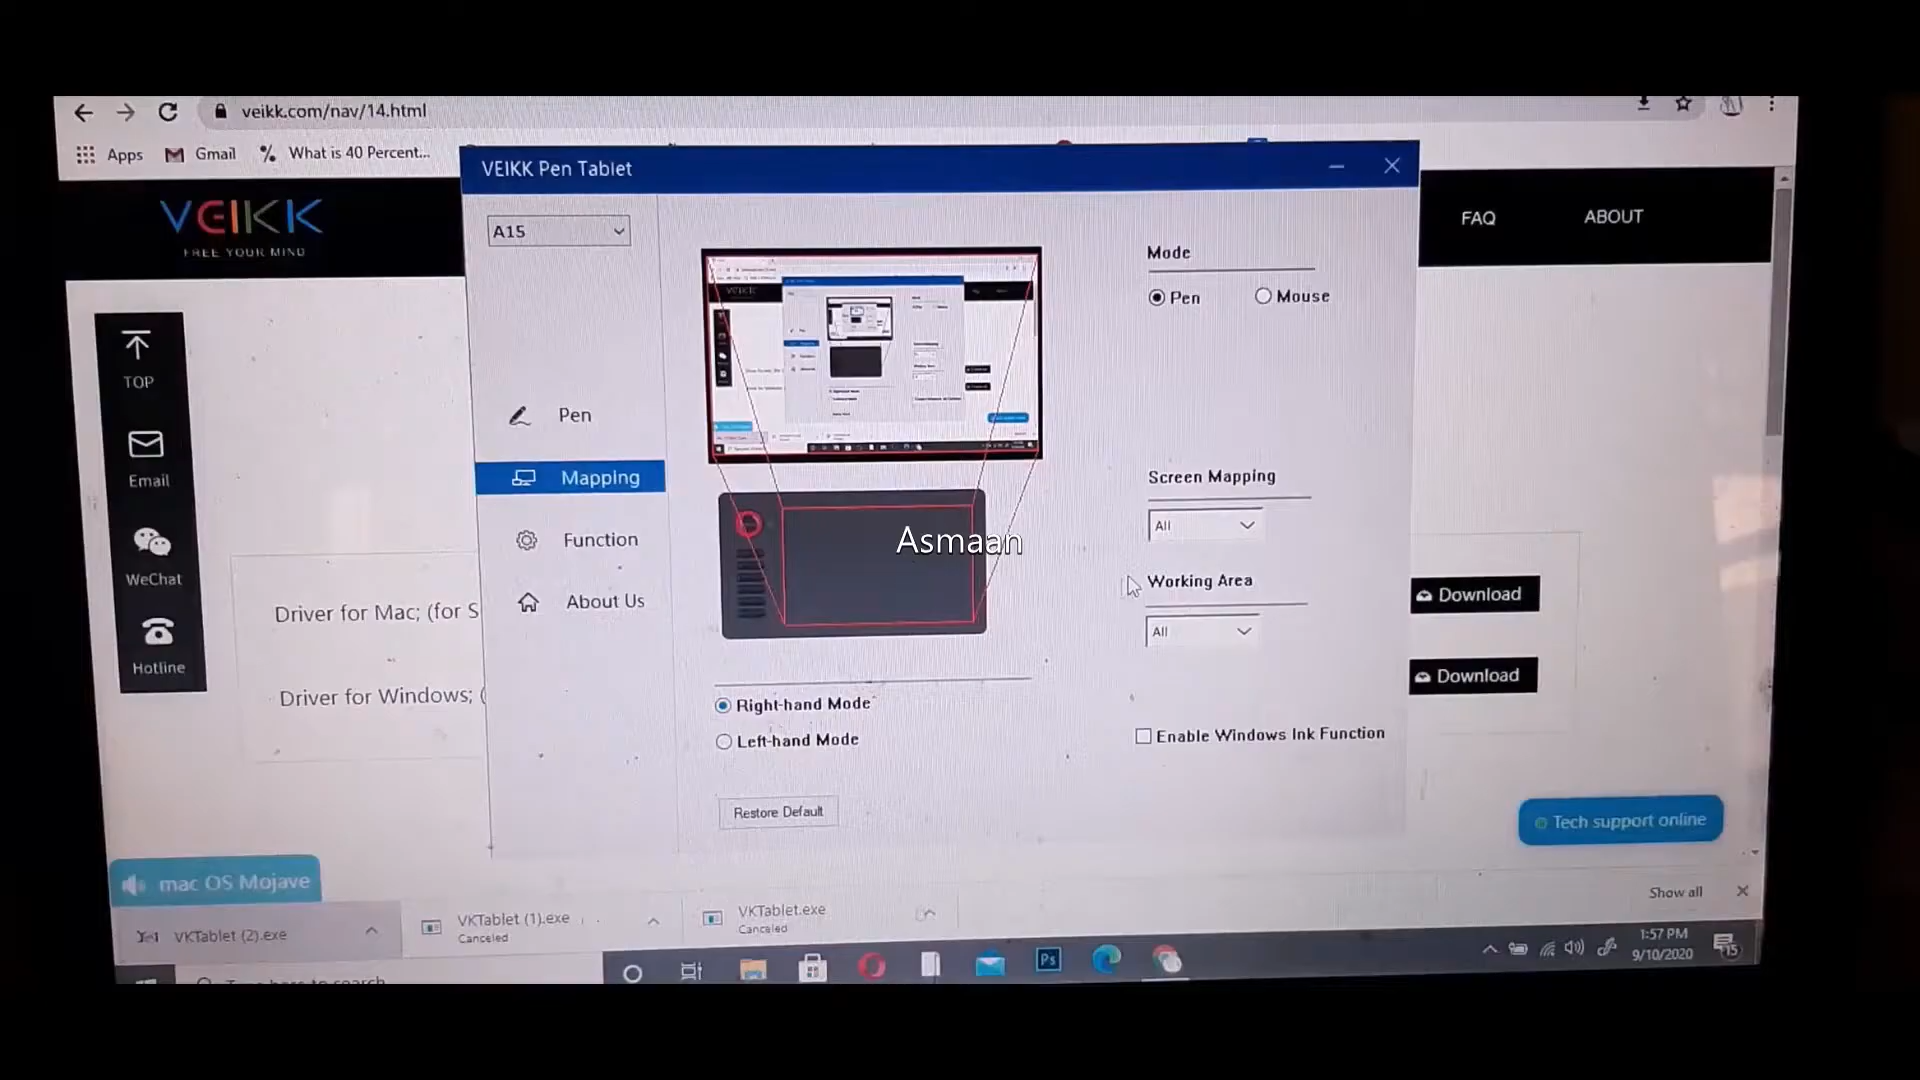 veikk.com/nav/14.html
Apps Gmail What is 40 Percent...
VEIKK Pen Tablet
VEIKK
FREE YOUR MIND
FAQ ABOUT
A15
Mode
Pen Mouse
TOP
Pen
Email
Mapping
Screen Mapping
All
Function
Asmaan
WeChat
Working Area
All
About Us
Driver for Mac; (for S
Download
Hotline
Driver for Windows; (
Download
Right-hand Mode
Left-hand Mode
Enable Windows Ink Function
Restore Default
Tech support online
mac OS Mojave
Show all
VKTablet (2).exe
VKTablet (1).exe
Canceled
VKTablet.exe
Canceled
Ps
1:57 PM
9/10/2020
15